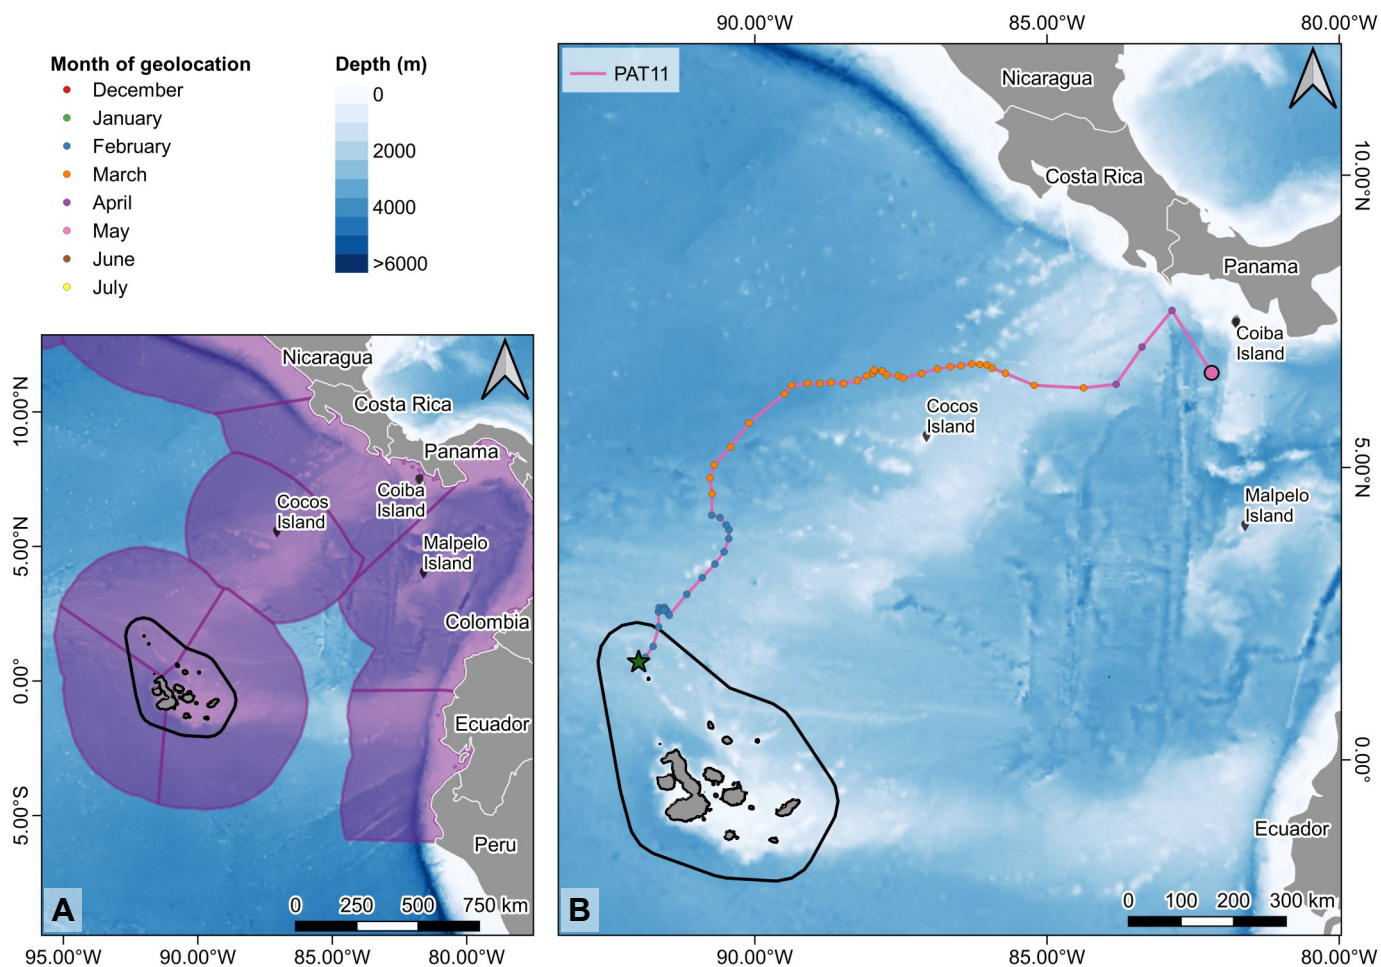 Month of geolocation
December
January
February
March
April
May
June
July
Depth (m)
0
2000
4000
>6000
Nicaragua
Costa Rica
Panama
Coiba
Island
Cocos
Island
Malpelo
Island
Colombia
Ecuador
Peru
A
0 250 500 750 km
10.00°N
5.00°N
0.00°
5.00°S
95.00°W 90.00°W 85.00°W 80.00°W
90.00°W 85.00°W 80.00°W
PAT11
Nicaragua
Costa Rica
Panama
Coiba
Island
Cocos
Island
Malpelo
Island
Ecuador
B
0 100 200 300 km
10.00°N
5.00°N
0.00°
90.00°W 85.00°W 80.00°W